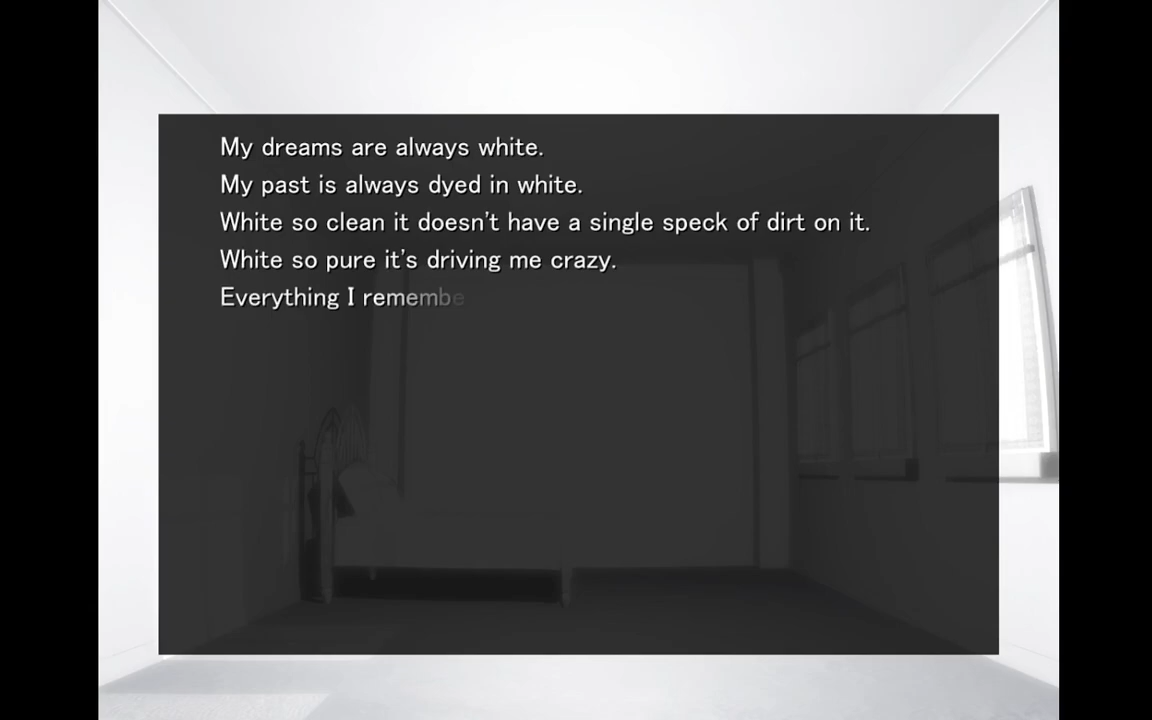 My dreams are always white.
My past is always dyed in white.
White so clean it doesn't have a single speck of dirt on it.
White so pure it's driving me crazy.
Everything I remembe